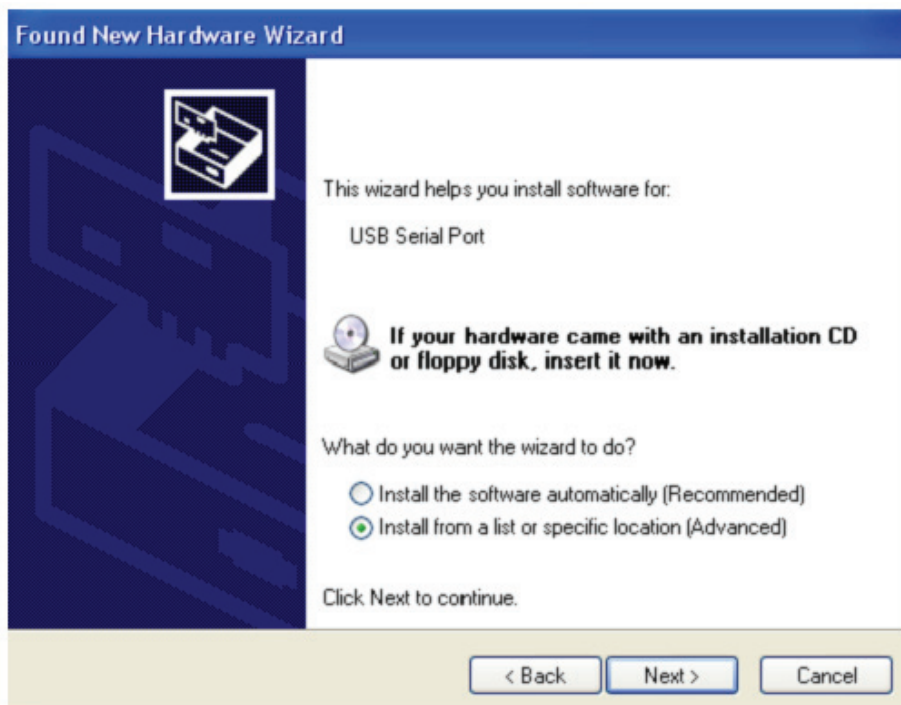 Found New Hardware Wizard
This wizard helps you install software for:
USB Serial Port
If your hardware came with an installation CD
or floppy disk, insert it now.
What do you want the wizard to do?
Install the software automatically (Recommended)
Install from a list or specific location (Advanced)
Click Next to continue.
< Back Next > Cancel